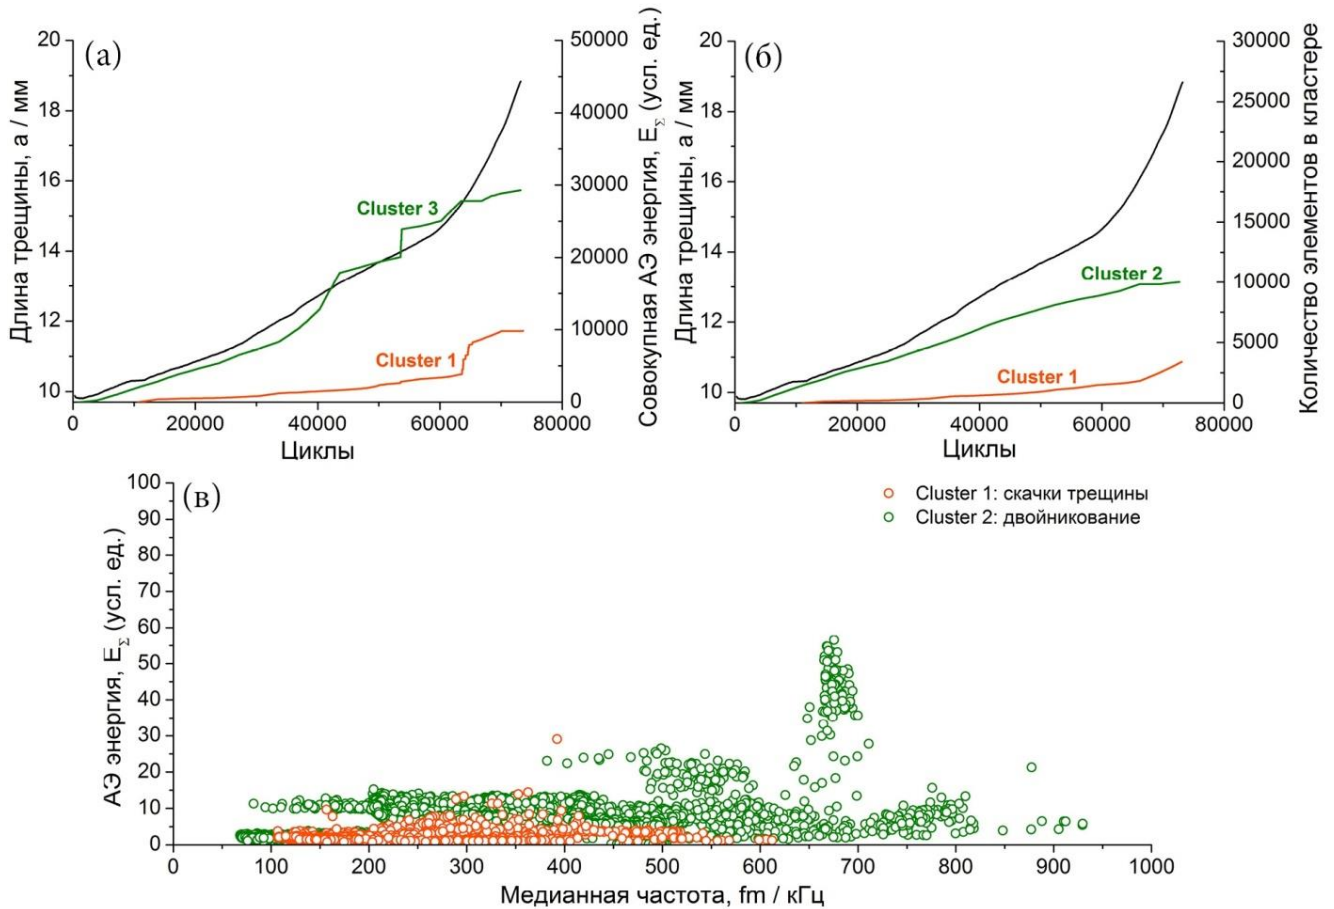 (а)
Длина трещины, а / мм
20
18
16
14
12
10
Cluster 3
Cluster 1
50000
40000
30000
20000
10000
0
Совокупная АЭ энергия, E_Σ (усл. ед.)
0 20000 40000 60000 80000
Циклы
(б)
Длина трещины, а / мм
20
18
16
14
12
10
Cluster 2
Cluster 1
30000
25000
20000
15000
10000
5000
0
Количество элементов в кластере
0 20000 40000 60000 80000
Циклы
(в)
АЭ энергия, E_Σ (усл. ед.)
100
90
80
70
60
50
40
30
20
10
0
Cluster 1: скачки трещины
Cluster 2: двойникование
0 100 200 300 400 500 600 700 800 900 1000
Медианная частота, fm / кГц